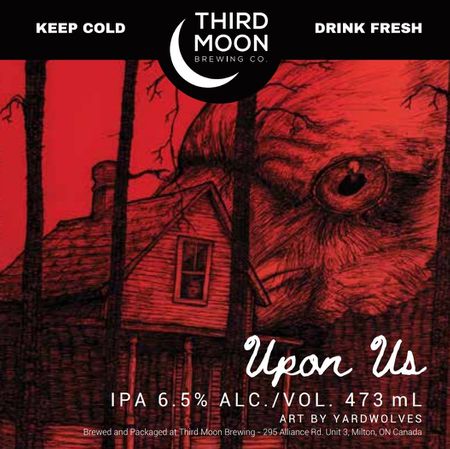 KEEP COLD
THIRD
MOON
BREWING CO.
DRINK FRESH
Upon Us
IPA 6.5% ALC./VOL. 473 mL
ART BY YARDWOLVES
Brewed and Packaged at Third Moon Brewing - 295 Alliance Rd. Unit 3, Milton, ON Canada